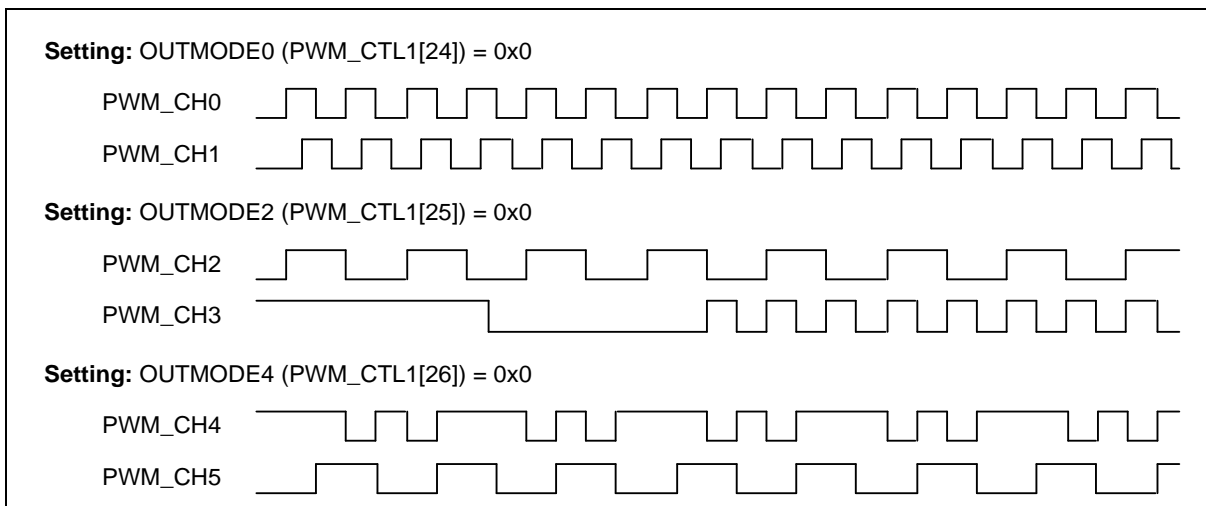 Setting: OUTMODE0 (PWM_CTL1[24]) = 0x0
PWM_CH0
PWM_CH1
Setting: OUTMODE2 (PWM_CTL1[25]) = 0x0
PWM_CH2
PWM_CH3
Setting: OUTMODE4 (PWM_CTL1[26]) = 0x0
PWM_CH4
PWM_CH5